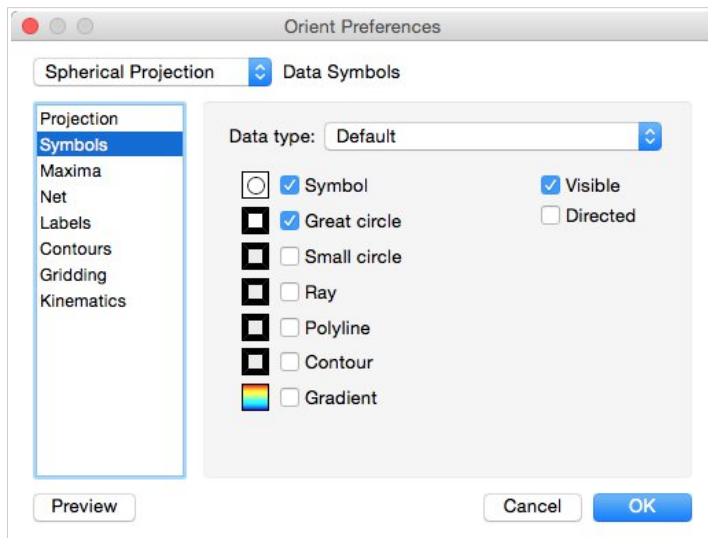 Orient Preferences
Spherical Projection Data Symbols
Projection
Symbols
Maxima
Net
Labels
Contours
Gridding
Kinematics
Data type: Default
Symbol
Great circle
Small circle
Ray
Polyline
Contour
Gradient
Visible
Directed
Preview Cancel OK